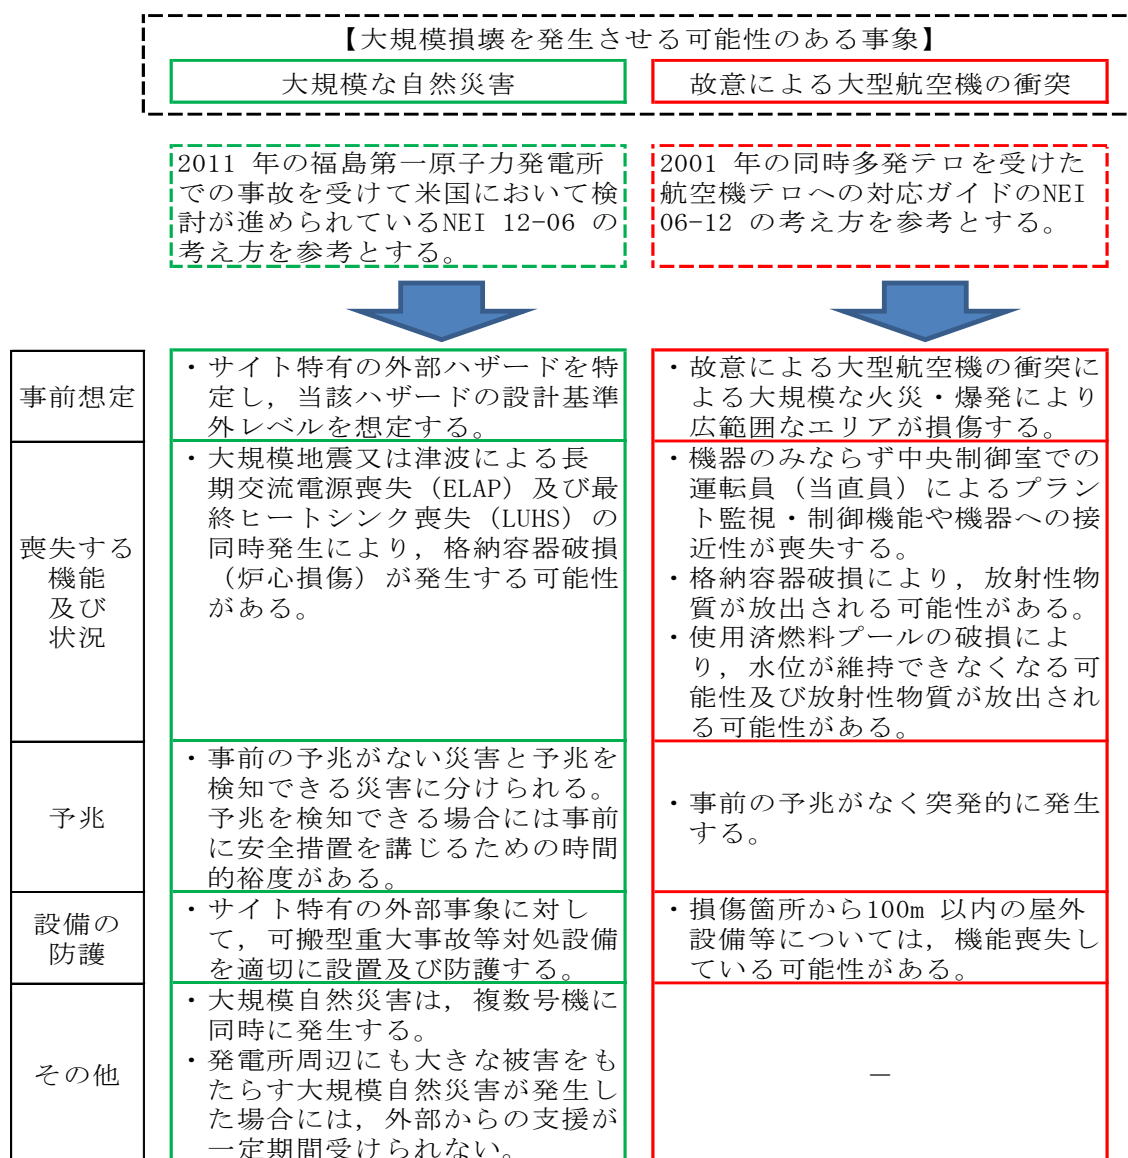 【大規模損壊を発生させる可能性のある事象】
大規模な自然災害
故意による大型航空機の衝突
2011 年の福島第一原子力発電所
での事故を受けて米国において検
討が進められているNEI 12-06 の
考え方を参考とする。
2001 年の同時多発テロを受けた
航空機テロへの対応ガイドのNEI
06-12 の考え方を参考とする。
事前想定
・サイト特有の外部ハザードを特
定し，当該ハザードの設計基準
外レベルを想定する。
・故意による大型航空機の衝突に
よる大規模な火災・爆発により
広範囲なエリアが損傷する。
喪失する
機能
及び
状況
・大規模地震又は津波による長
期交流電源喪失（ELAP）及び最
終ヒートシンク喪失（LUHS）の
同時発生により，格納容器破損
（炉心損傷）が発生する可能性
がある。
・機器のみならず中央制御室での
運転員（当直員）によるプラン
ト監視・制御機能や機器への接
近性が喪失する。
・格納容器破損により，放射性物
質が放出される可能性がある。
・使用済燃料プールの破損によ
り，水位が維持できなくなる可
能性及び放射性物質が放出され
る可能性がある。
予兆
・事前の予兆がない災害と予兆を
検知できる災害に分けられる。
予兆を検知できる場合には事前
に安全措置を講じるための時間
的裕度がある。
・事前の予兆がなく突発的に発生
する。
設備の
防護
・サイト特有の外部事象に対し
て，可搬型重大事故等対処設備
を適切に設置及び防護する。
・損傷箇所から100m 以内の屋外
設備等については，機能喪失し
ている可能性がある。
その他
・大規模自然災害は，複数号機に
同時に発生する。
・発電所周辺にも大きな被害をも
たらす大規模自然災害が発生し
た場合には，外部からの支援が
一定期間受けられない。
－